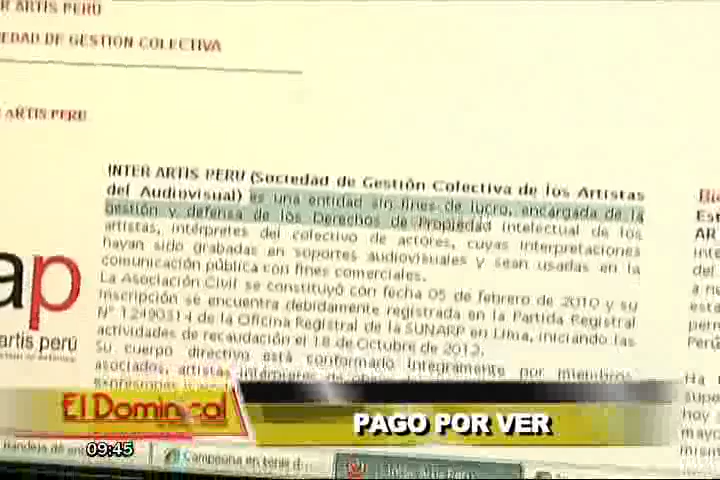 R ARTIS PERU
EDAD DE GESTION COLECTIVA
ARTIS PERU
INTER ARTIS PERU (Sociedad de Gestión Colectiva de los Artistas
del Audiovisual) es una entidad sin fines de lucro, encargada de la
gestión y defensa de los Derechos de Propiedad intelectual de los
artistas, intérpretes del colectivo de actores, cuyas interpretaciones
hayan sido grabadas en soportes audiovisuales y sean usadas en la
comunicación pública con fines comerciales.
La Asociación Civil se constituyó con fecha 05 de febrero de 2010 y su
inscripción se encuentra debidamente registrada en la Partida Registral
de la Oficina Registral de la SUNARP en Lima, iniciando las
actividades de recaudación el 18 de Octubre de 2012.
Su cuerpo directivo está conformado íntegramente por miembros
asociados, artistas
ap
artis perú
El Dominical
PAGO POR VER
09:45
Campeona en tenis d